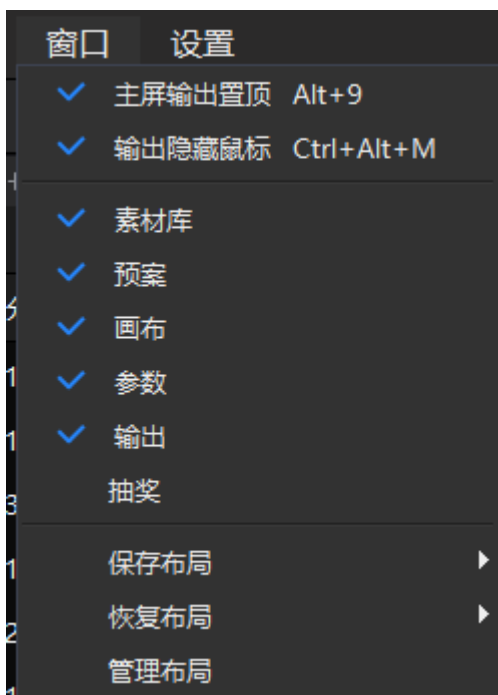 窗口 设置
主屏输出置顶 Alt+9
输出隐藏鼠标 Ctrl+Alt+M
素材库
预案
画布
参数
输出
抽奖
保存布局
恢复布局
管理布局